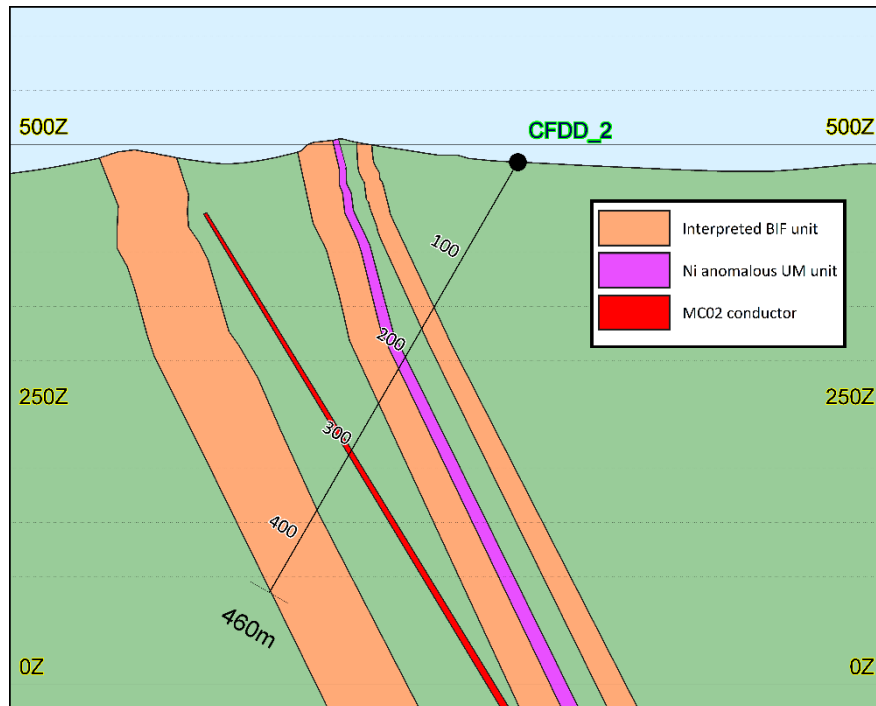 500Z
CFDD_2
500Z
Interpreted BIF unit
Ni anomalous UM unit
MC02 conductor
100
200
250Z
250Z
300
400
460m
0Z
0Z